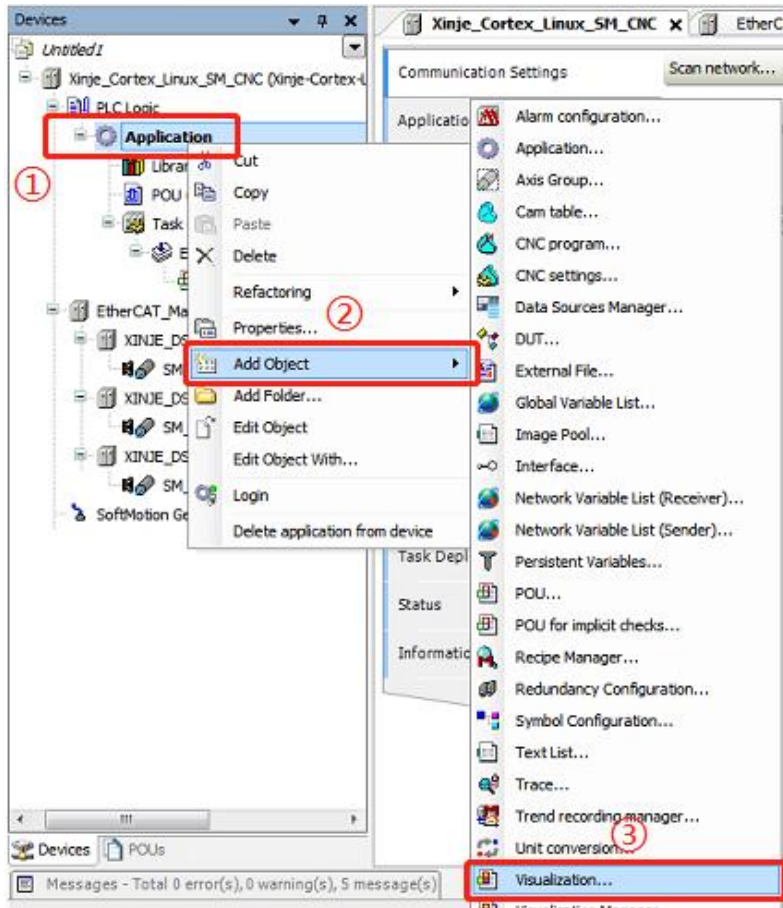 Devices
Untitled1
Xinje_Cortex_Linux_SM_CNC (Xinje-Cortex-L
PLC Logic
Application
①
Librar
POU
Task
E
EtherCAT_Ma
XINJE_DS
SM_
XINJE_DS
SM_
XINJE_DS
SM_
SoftMotion Ge
Devices
POUs
Messages - Total 0 error(s), 0 warning(s), 5 message(s)
Cut
Copy
Paste
Delete
Refactoring
②
Properties...
Add Object
Add Folder...
Edit Object
Edit Object With...
Login
Delete application from device
Xinje_Cortex_Linux_SM_CNC
EtherC
Communication Settings
Scan network...
Applicatio
Task Depl
Status
Informatio
Alarm configuration...
Application...
Axis Group...
Cam table...
CNC program...
CNC settings...
Data Sources Manager...
DUT...
External File...
Global Variable List...
Image Pool...
Interface...
Network Variable List (Receiver)...
Network Variable List (Sender)...
Persistent Variables...
POU...
POU for implicit checks...
Recipe Manager...
Redundancy Configuration...
Symbol Configuration...
Text List...
Trace...
Trend recording manager...
③
Unit conversion...
Visualization...